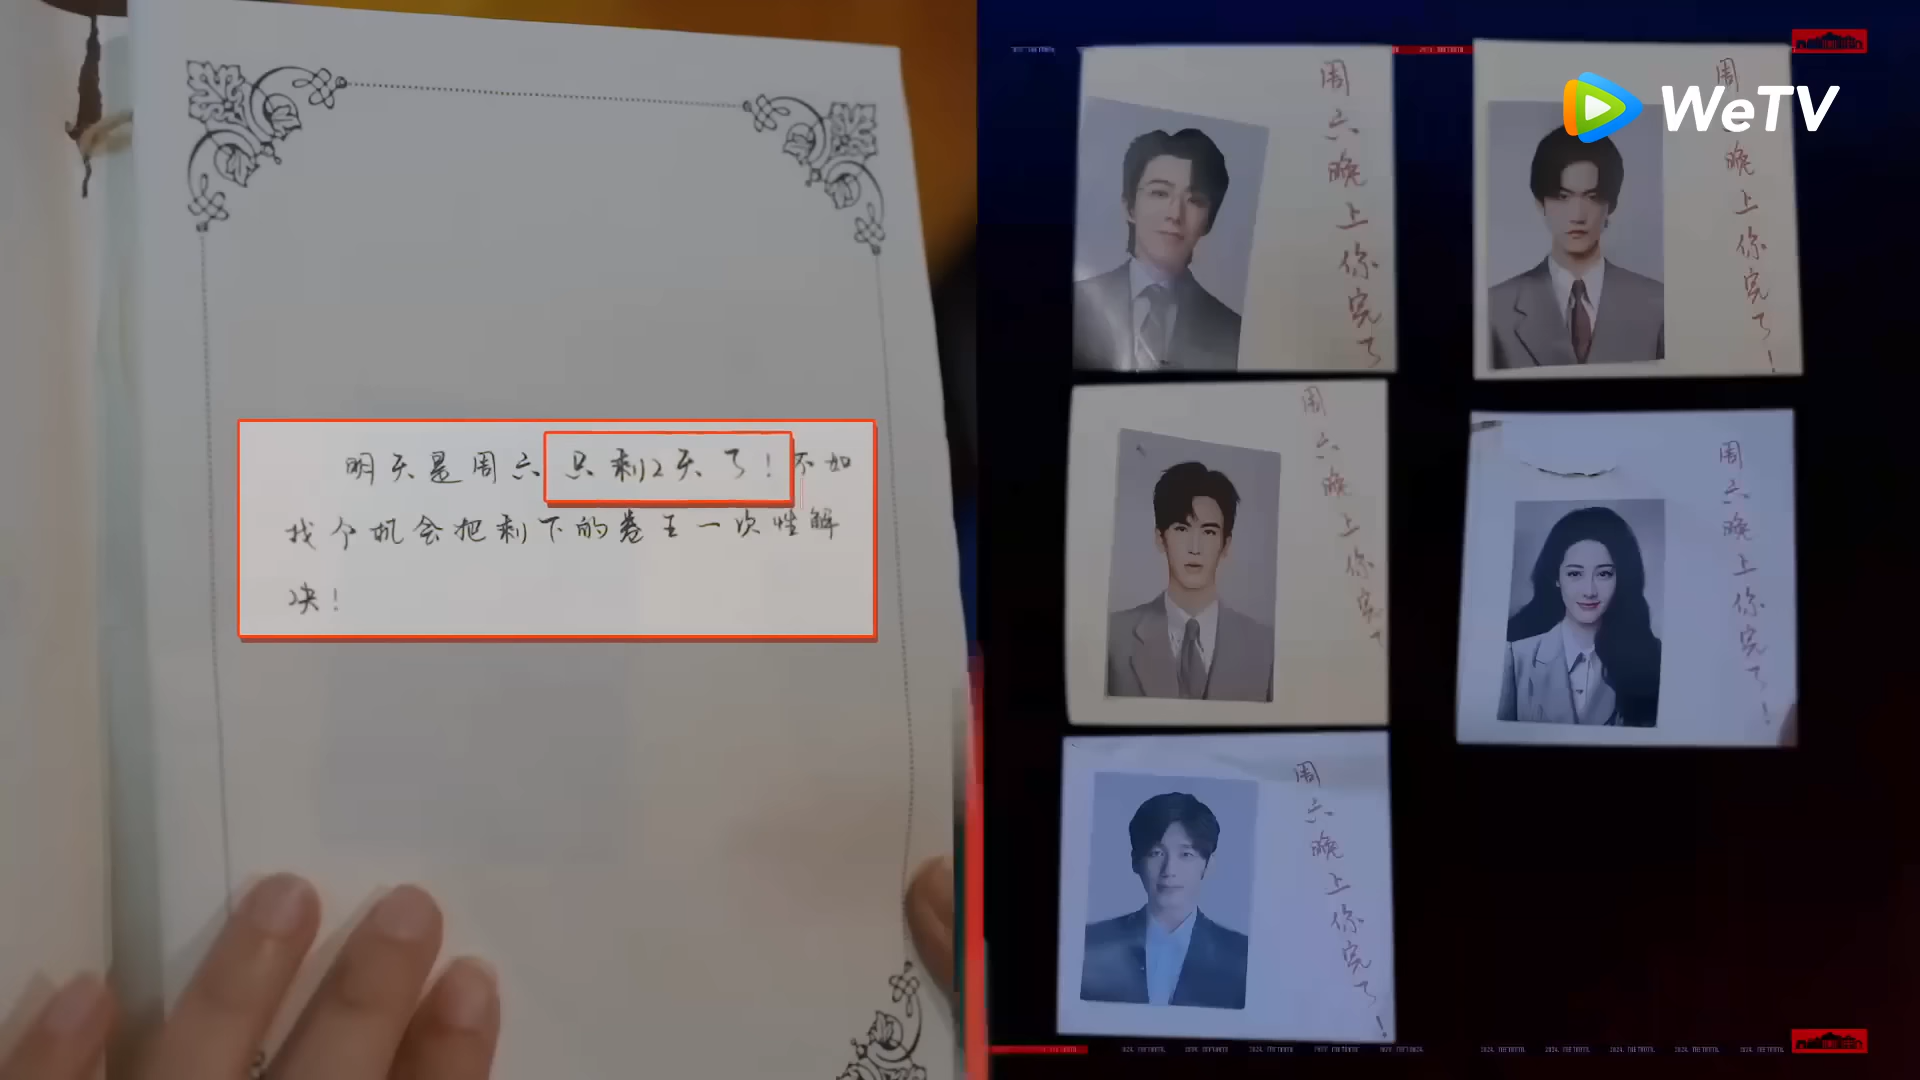 明天是周六只剩2天了！不如
找个机会把剩下的卷王一次性解
决！
周六晚上你完了
WeTV
周六晚上你完了！
周六晚上你完了
周六晚上你完了！
周六晚上你完了！